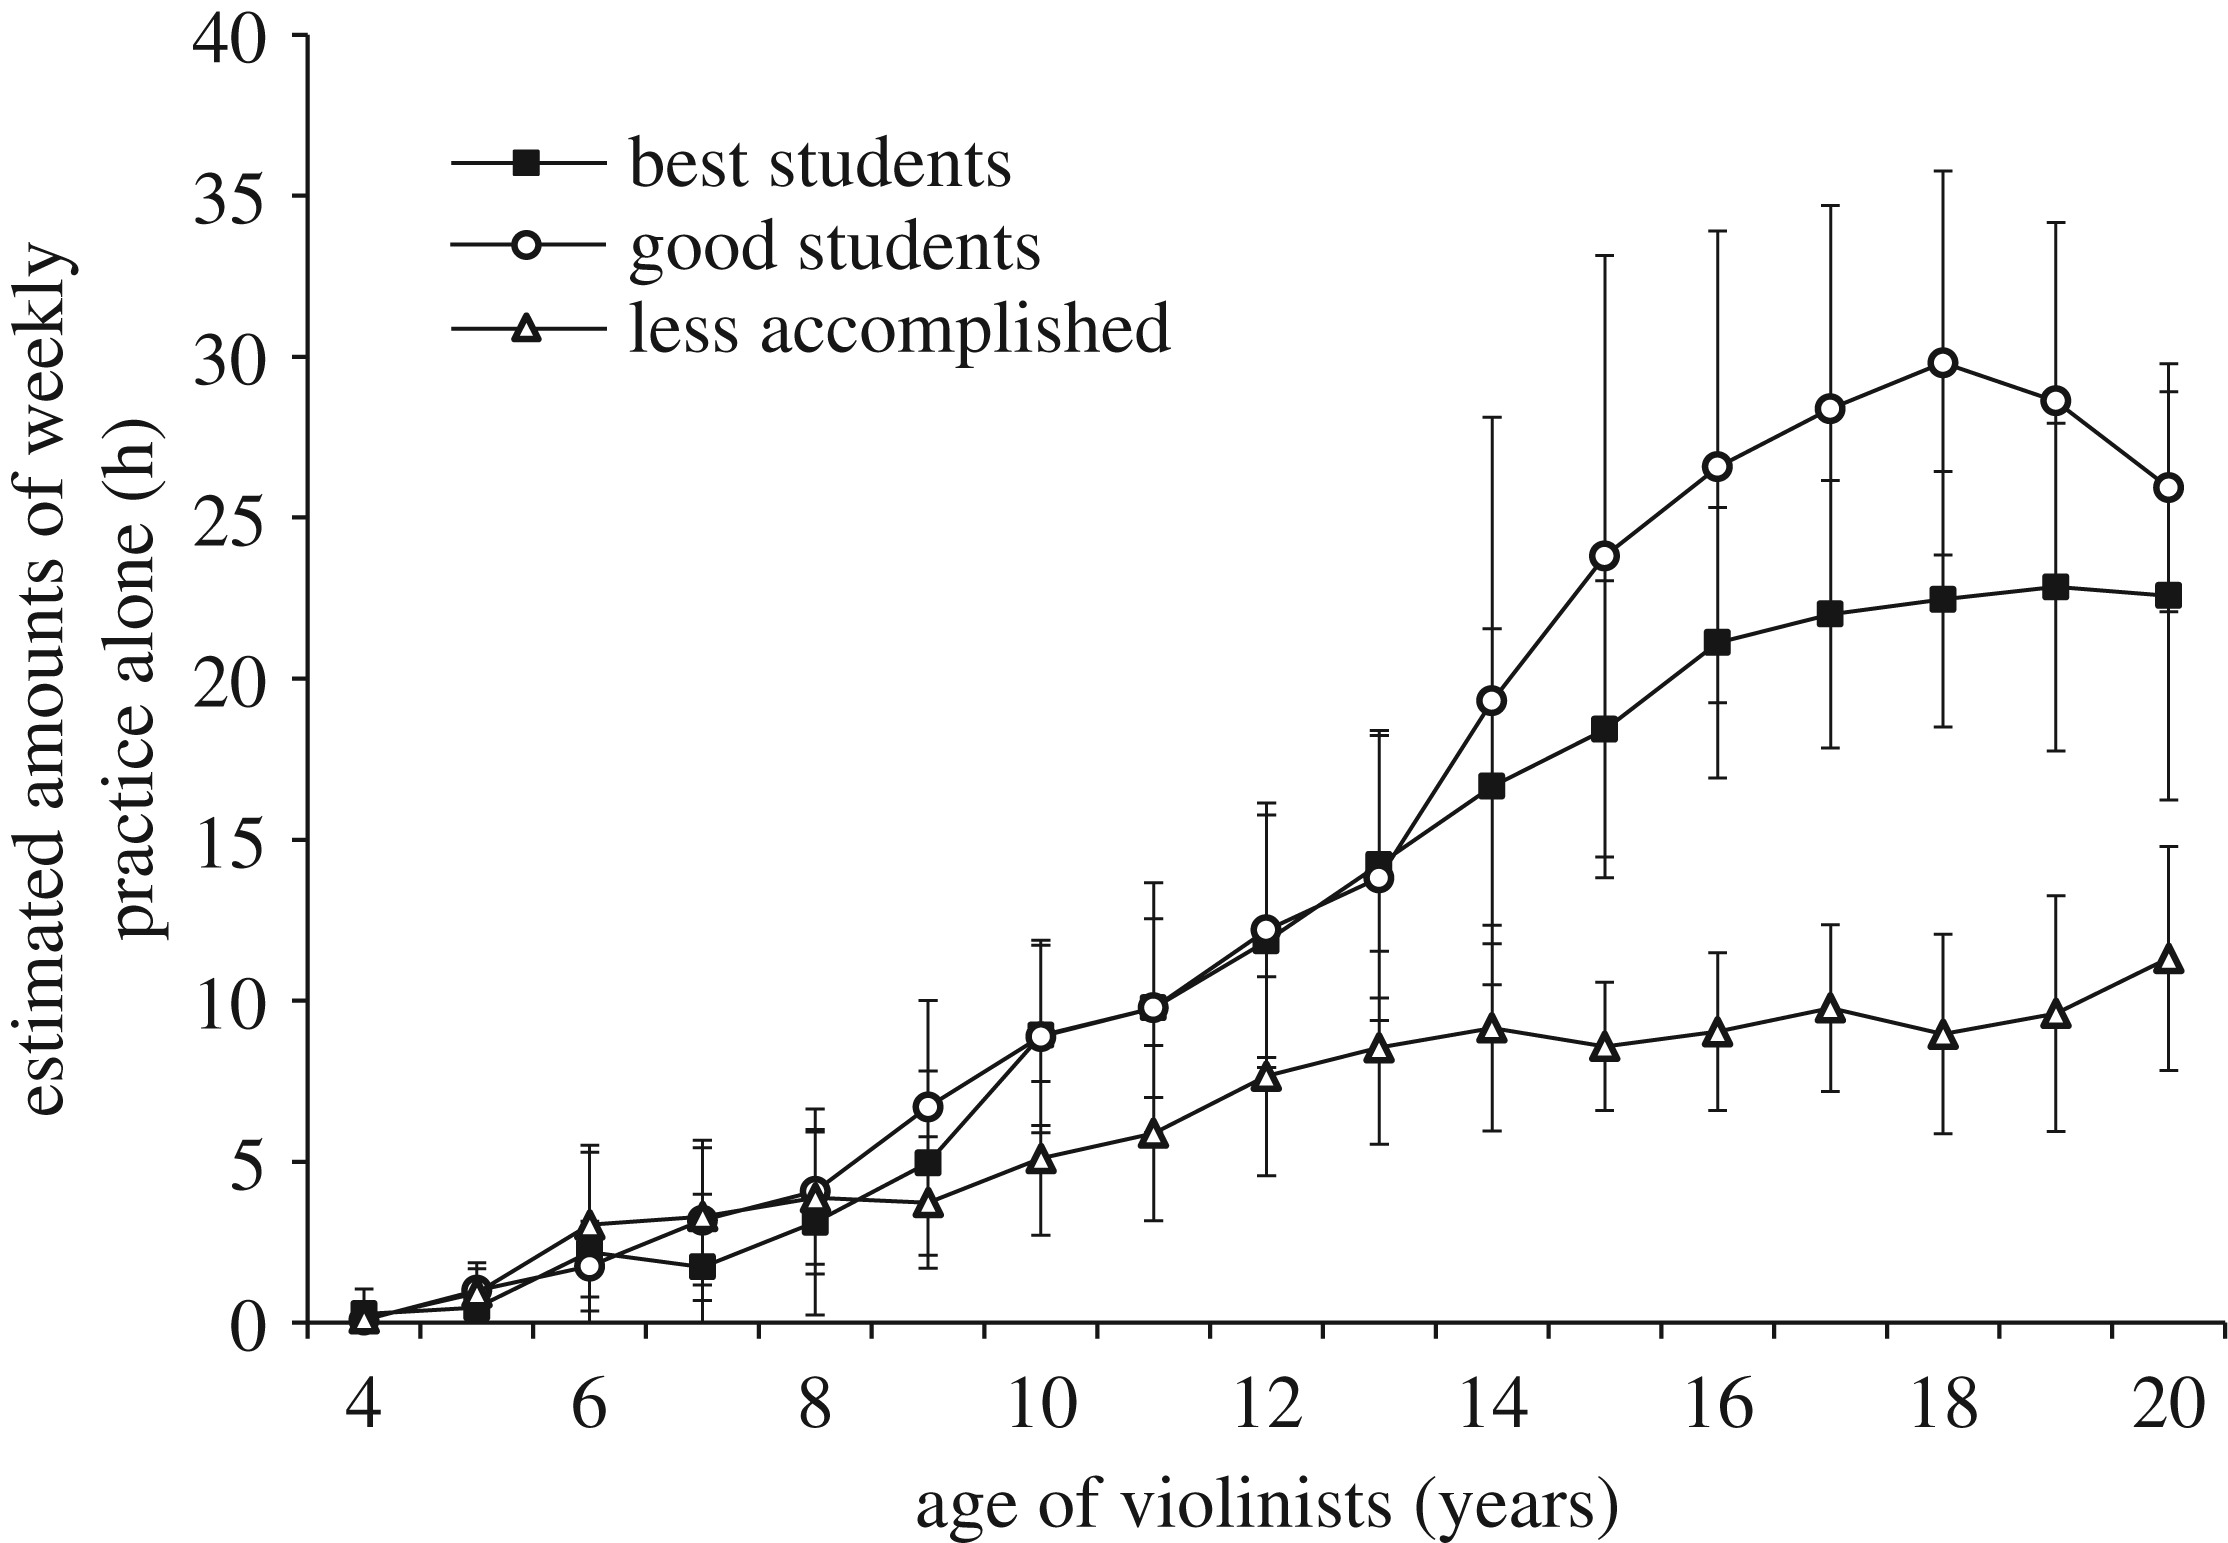 estimated amounts of weekly
practice alone (h)
40
35
30
25
20
15
10
5
0
best students
good students
less accomplished
4 6 8 10 12 14 16 18 20
age of violinists (years)